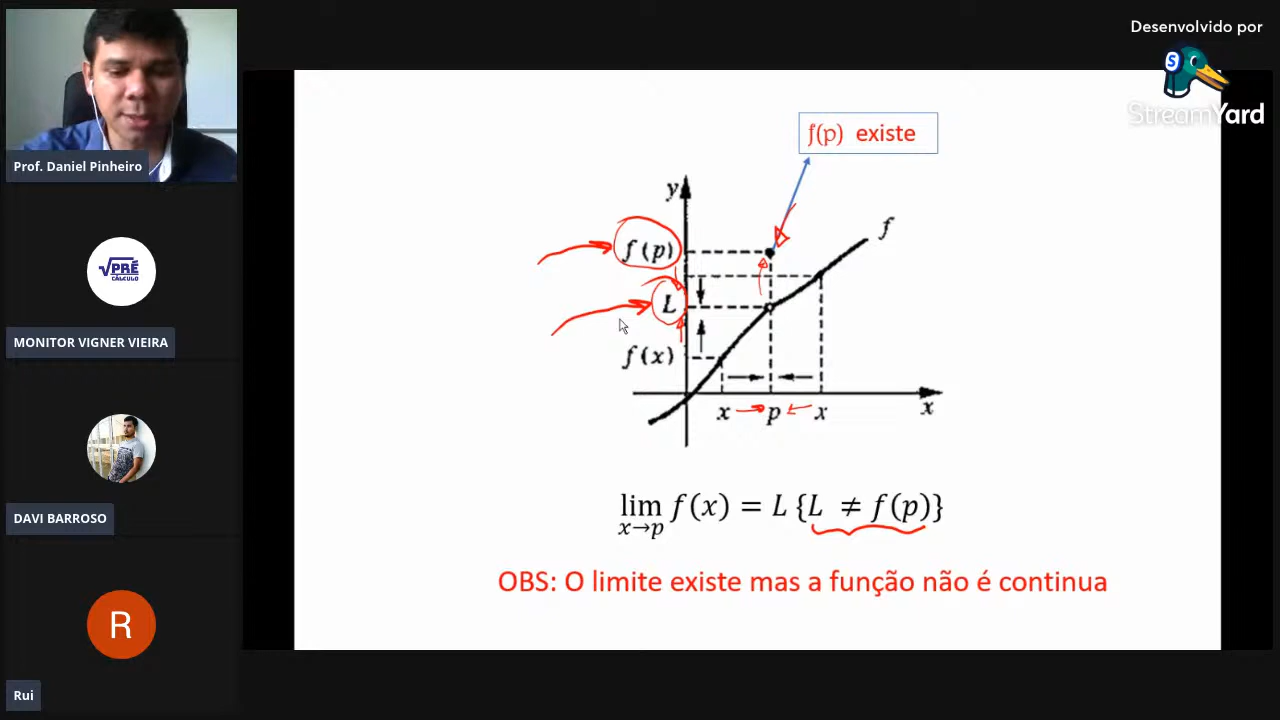 Desenvolvido por
StreamYard
Prof. Daniel Pinheiro
√PRÉ
CÁLCULO
MONITOR VIGNER VIEIRA
DAVI BARROSO
R
Rui
f(p) existe
y
f
f(p)
L
f(x)
x p x x
lim f(x) = L {L ≠ f(p)}
x→p
OBS: O limite existe mas a função não é continua